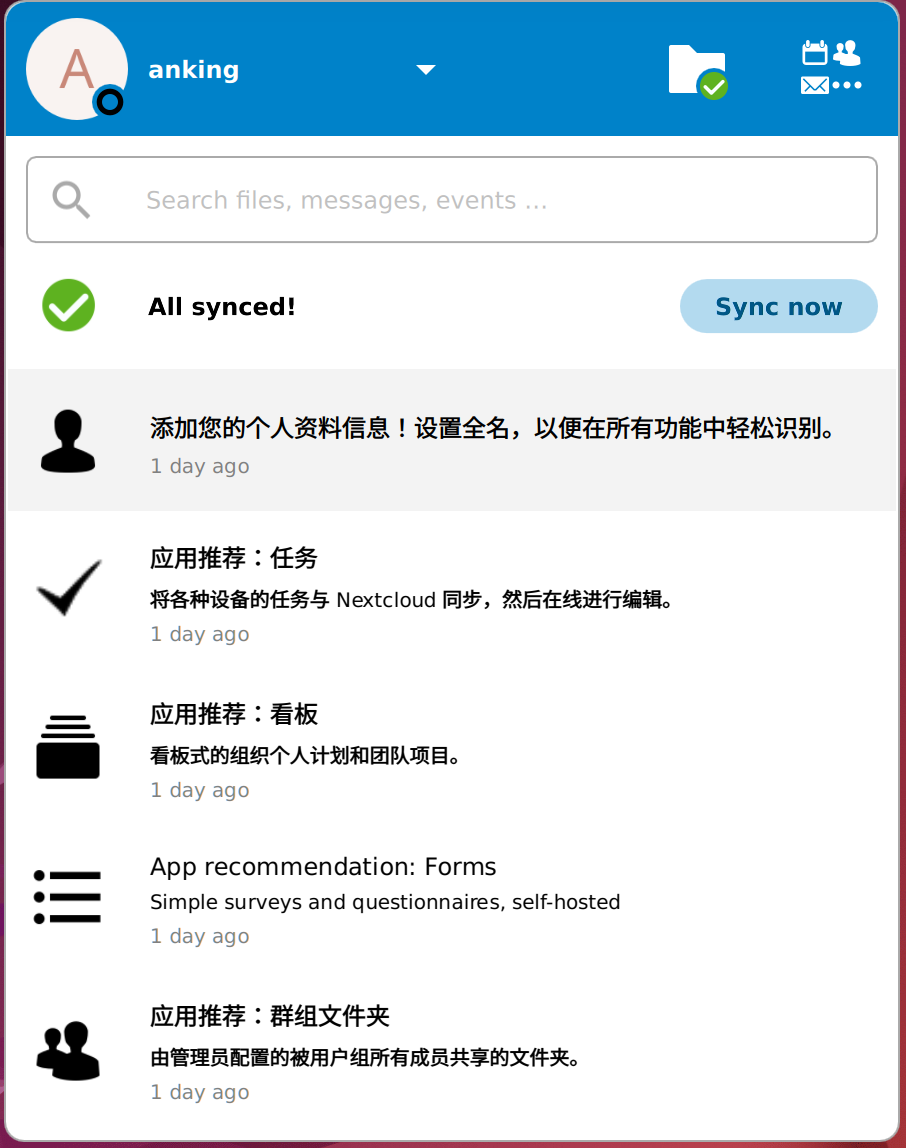 A
anking
Search files, messages, events ...
All synced!
Sync now
添加您的个人资料信息！设置全名，以便在所有功能中轻松识别。
1 day ago
应用推荐：任务
将各种设备的任务与 Nextcloud 同步，然后在线进行编辑。
1 day ago
应用推荐：看板
看板式的组织个人计划和团队项目。
1 day ago
App recommendation: Forms
Simple surveys and questionnaires, self-hosted
1 day ago
应用推荐：群组文件夹
由管理员配置的被用户组所有成员共享的文件夹。
1 day ago